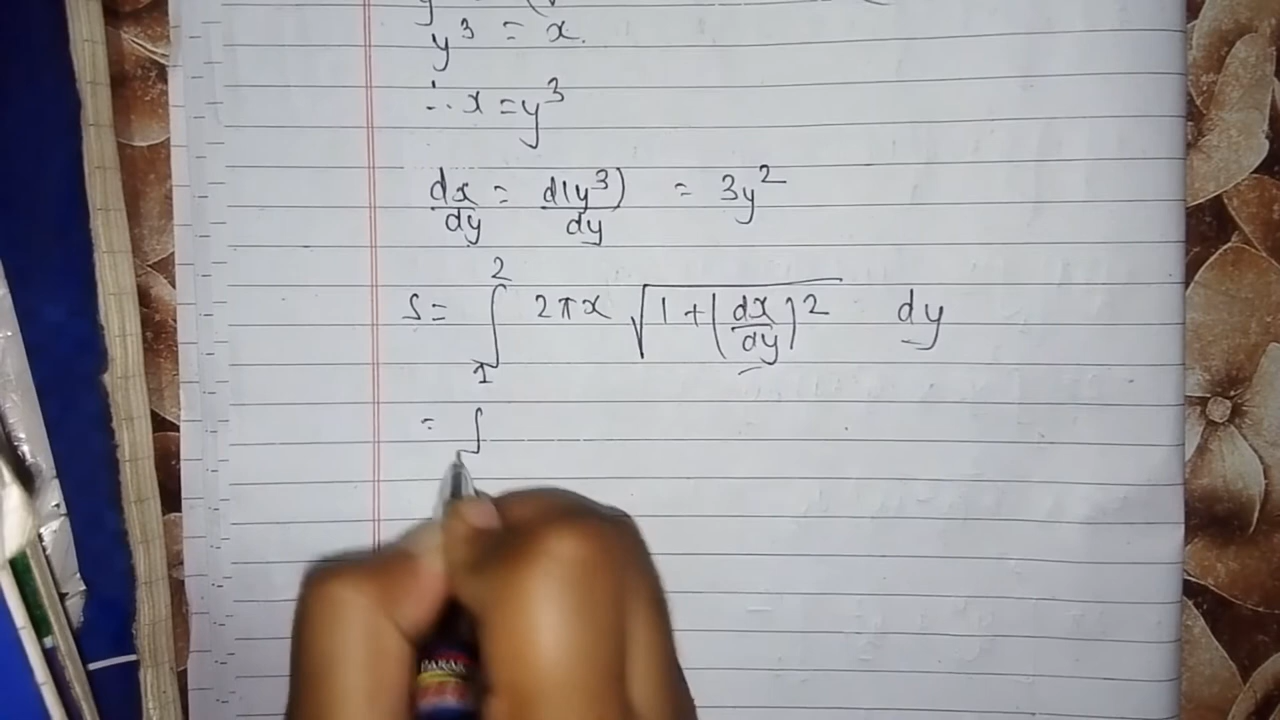 y³ = x.
∴ x = y³
dx/dy = d(y³)/dy = 3y²
S = ∫₁² 2πx √(1+(dx/dy)²) dy
= ∫